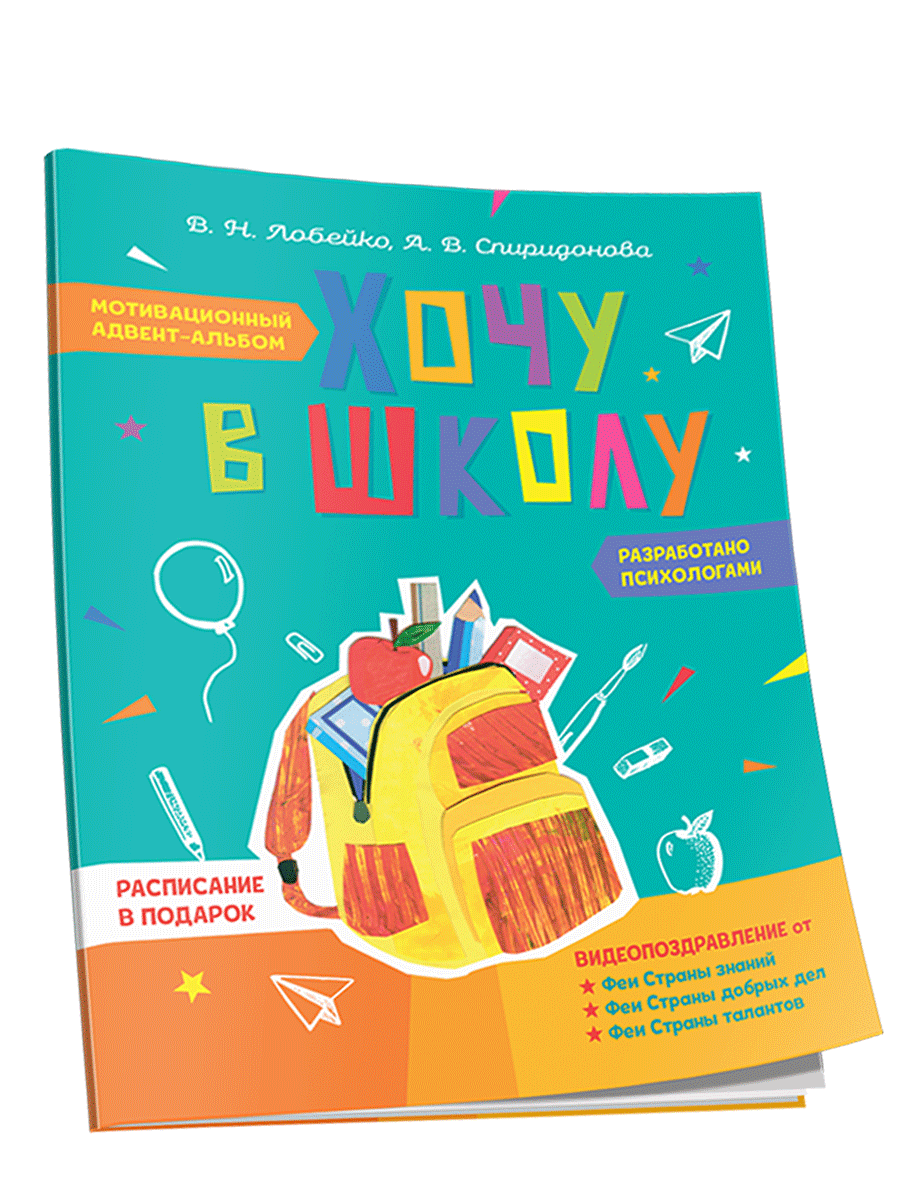 В. Н. Лобейко, А. В. Спиридонова
МОТИВАЦИОННЫЙ
АДВЕНТ-АЛЬБОМ
ХОЧУ
В ШКОЛУ
РАЗРАБОТАНО
ПСИХОЛОГАМИ
РАСПИСАНИЕ
В ПОДАРОК
ВИДЕОПОЗДРАВЛЕНИЕ от
Феи Страны знаний
Феи Страны добрых дел
Феи Страны талантов